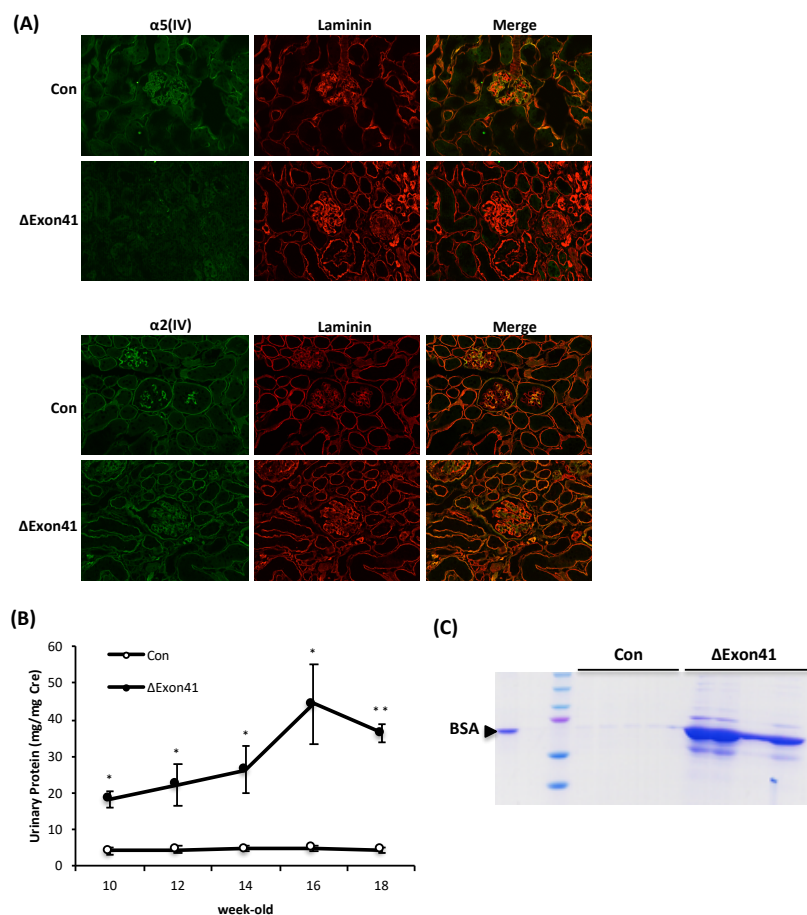 (A)
α5(IV) Laminin Merge
Con
ΔExon41
α2(IV) Laminin Merge
Con
ΔExon41
(B)
Con
ΔExon41
Urinary Protein (mg/mg Cre)
60
50
40
30
20
10
0
*
*
*
*
**
10 12 14 16 18
week-old
(C)
Con ΔExon41
BSA